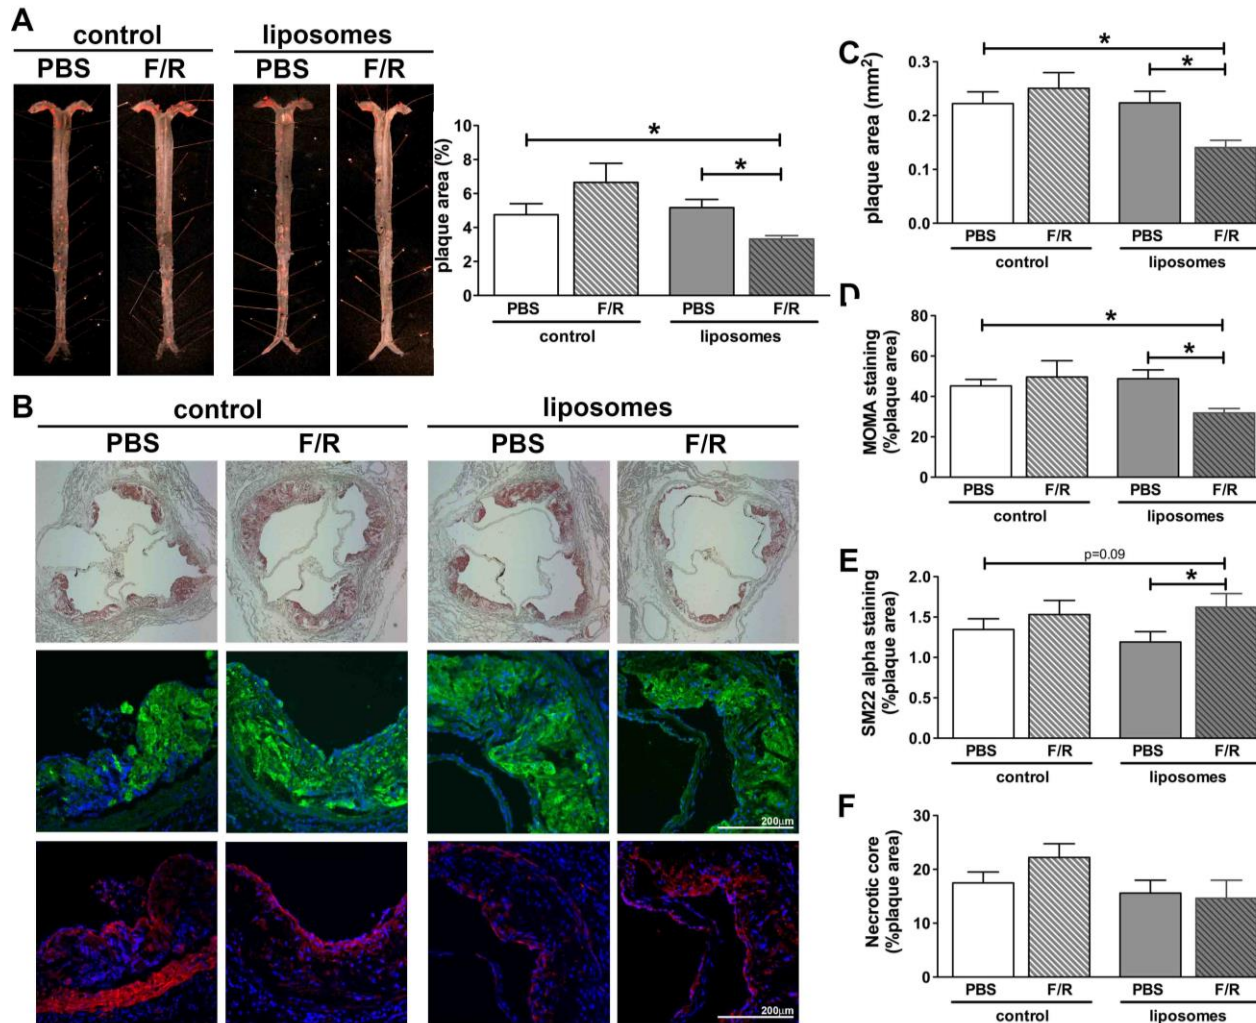 A
control
liposomes
PBS
F/R
PBS
F/R
plaque area (%)
10
8
6
4
2
0
*
*
PBS
F/R
PBS
F/R
control
liposomes
B
control
liposomes
PBS
F/R
PBS
F/R
200µm
200µm
C
plaque area (mm²)
0.3
0.2
0.1
0.0
*
*
PBS
F/R
PBS
F/R
control
liposomes
D
MOMA staining
(%plaque area)
80
60
40
20
0
*
*
PBS
F/R
PBS
F/R
control
liposomes
E
SM22 alpha staining
(%plaque area)
2.0
1.5
1.0
0.5
0.0
p=0.09
*
PBS
F/R
PBS
F/R
control
liposomes
F
Necrotic core
(%plaque area)
30
20
10
0
PBS
F/R
PBS
F/R
control
liposomes